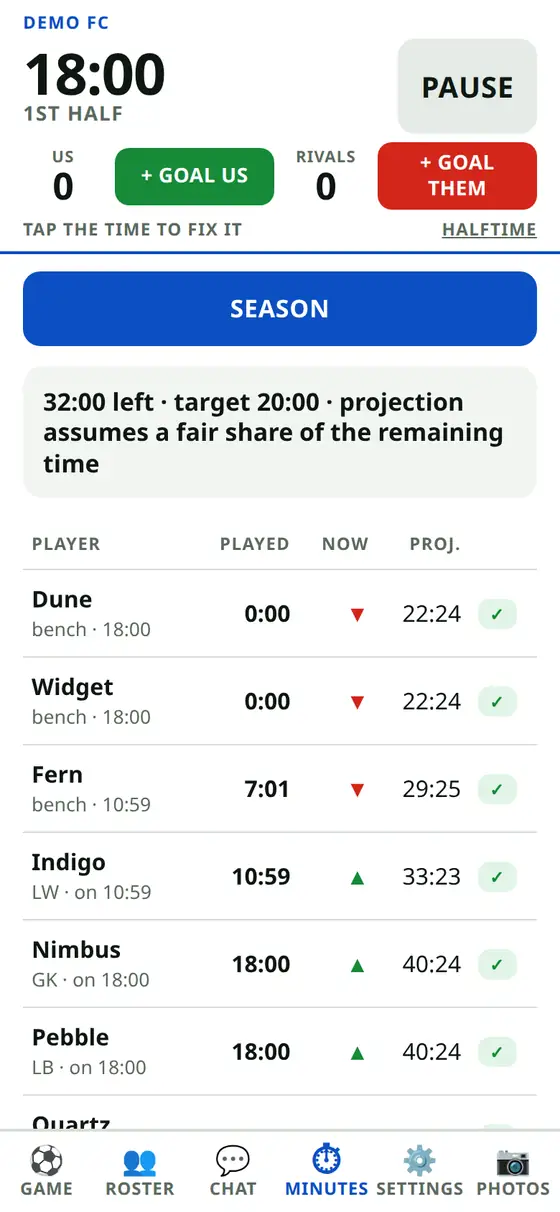 DEMO FC
18:00
1ST HALF
PAUSE
US
0
+ GOAL US
RIVALS
0
+ GOAL
THEM
TAP THE TIME TO FIX IT
HALFTIME
SEASON
32:00 left · target 20:00 · projection
assumes a fair share of the remaining
time
PLAYER PLAYED NOW PROJ.
Dune
bench · 18:00
0:00 ▼ 22:24 ✓
Widget
bench · 18:00
0:00 ▼ 22:24 ✓
Fern
bench · 10:59
7:01 ▼ 29:25 ✓
Indigo
LW · on 10:59
10:59 ▲ 33:23 ✓
Nimbus
GK · on 18:00
18:00 ▲ 40:24 ✓
Pebble
LB · on 18:00
18:00 ▲ 40:24 ✓
Quartz
GAME ROSTER CHAT MINUTES SETTINGS PHOTOS